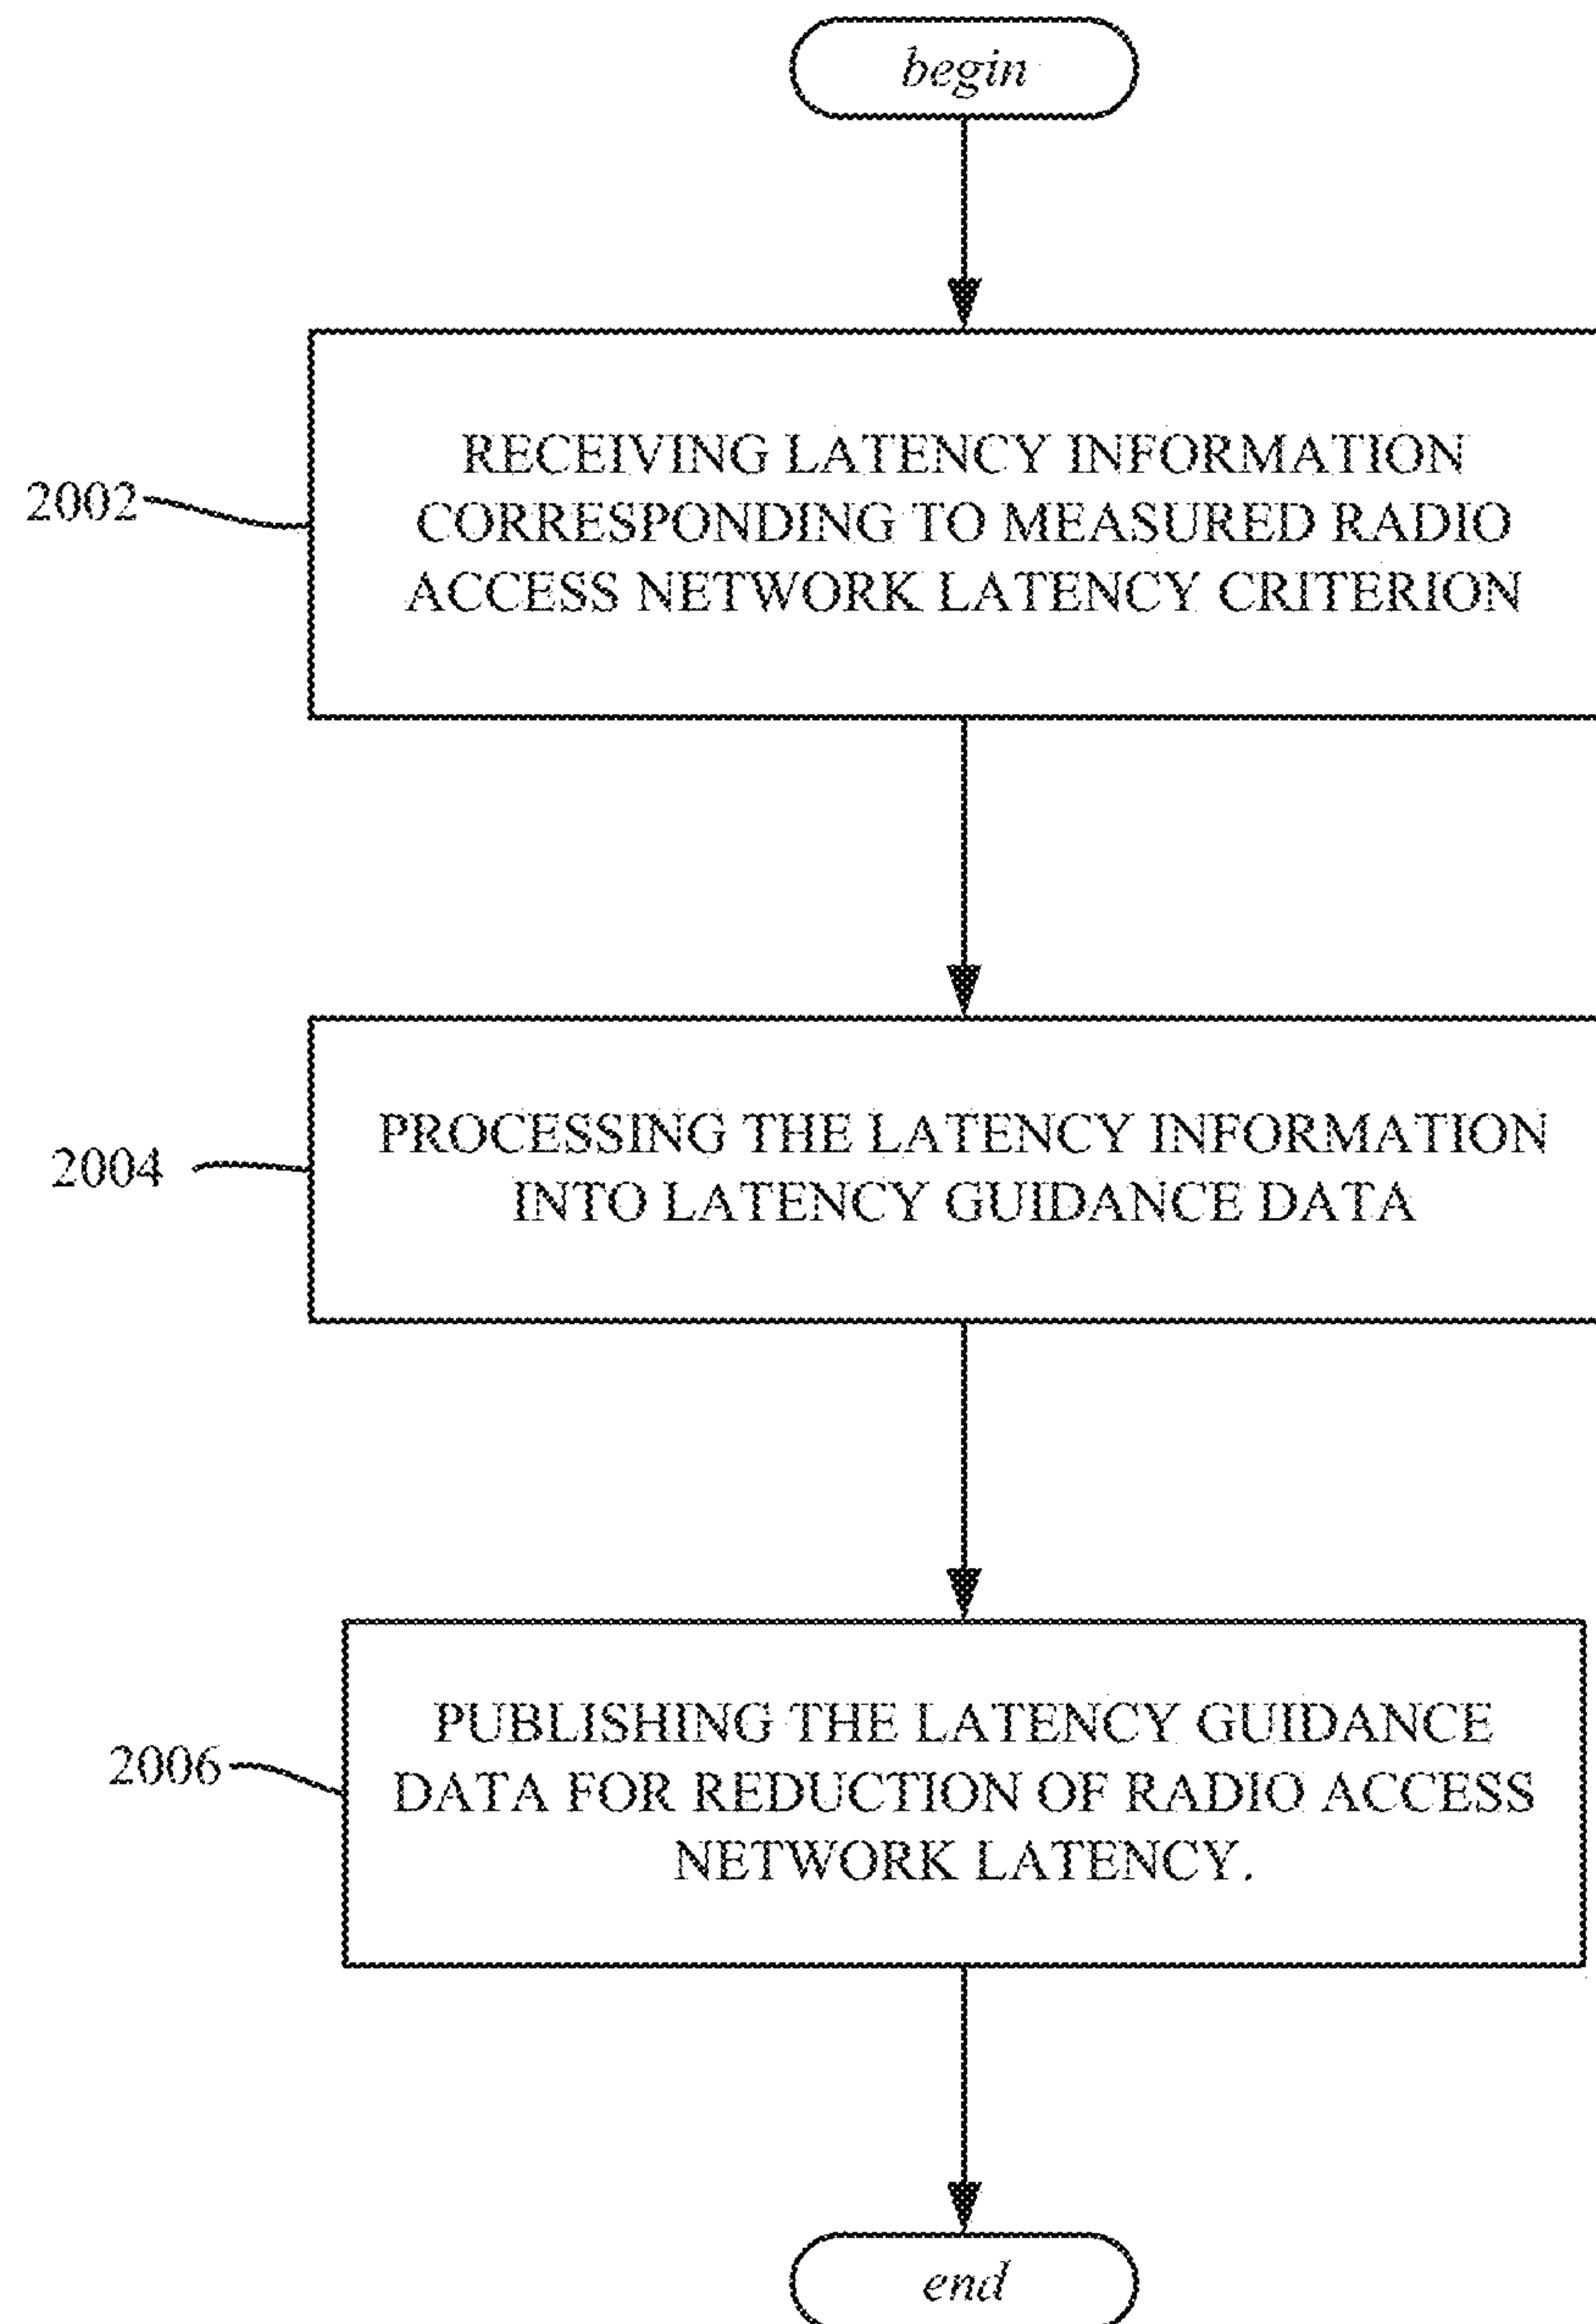 begin
RECEIVING LATENCY INFORMATION
CORRESPONDING TO MEASURED RADIO
ACCESS NETWORK LATENCY CRITERION
2002
PROCESSING THE LATENCY INFORMATION
INTO LATENCY GUIDANCE DATA
2004
PUBLISHING THE LATENCY GUIDANCE
DATA FOR REDUCTION OF RADIO ACCESS
NETWORK LATENCY.
2006
end